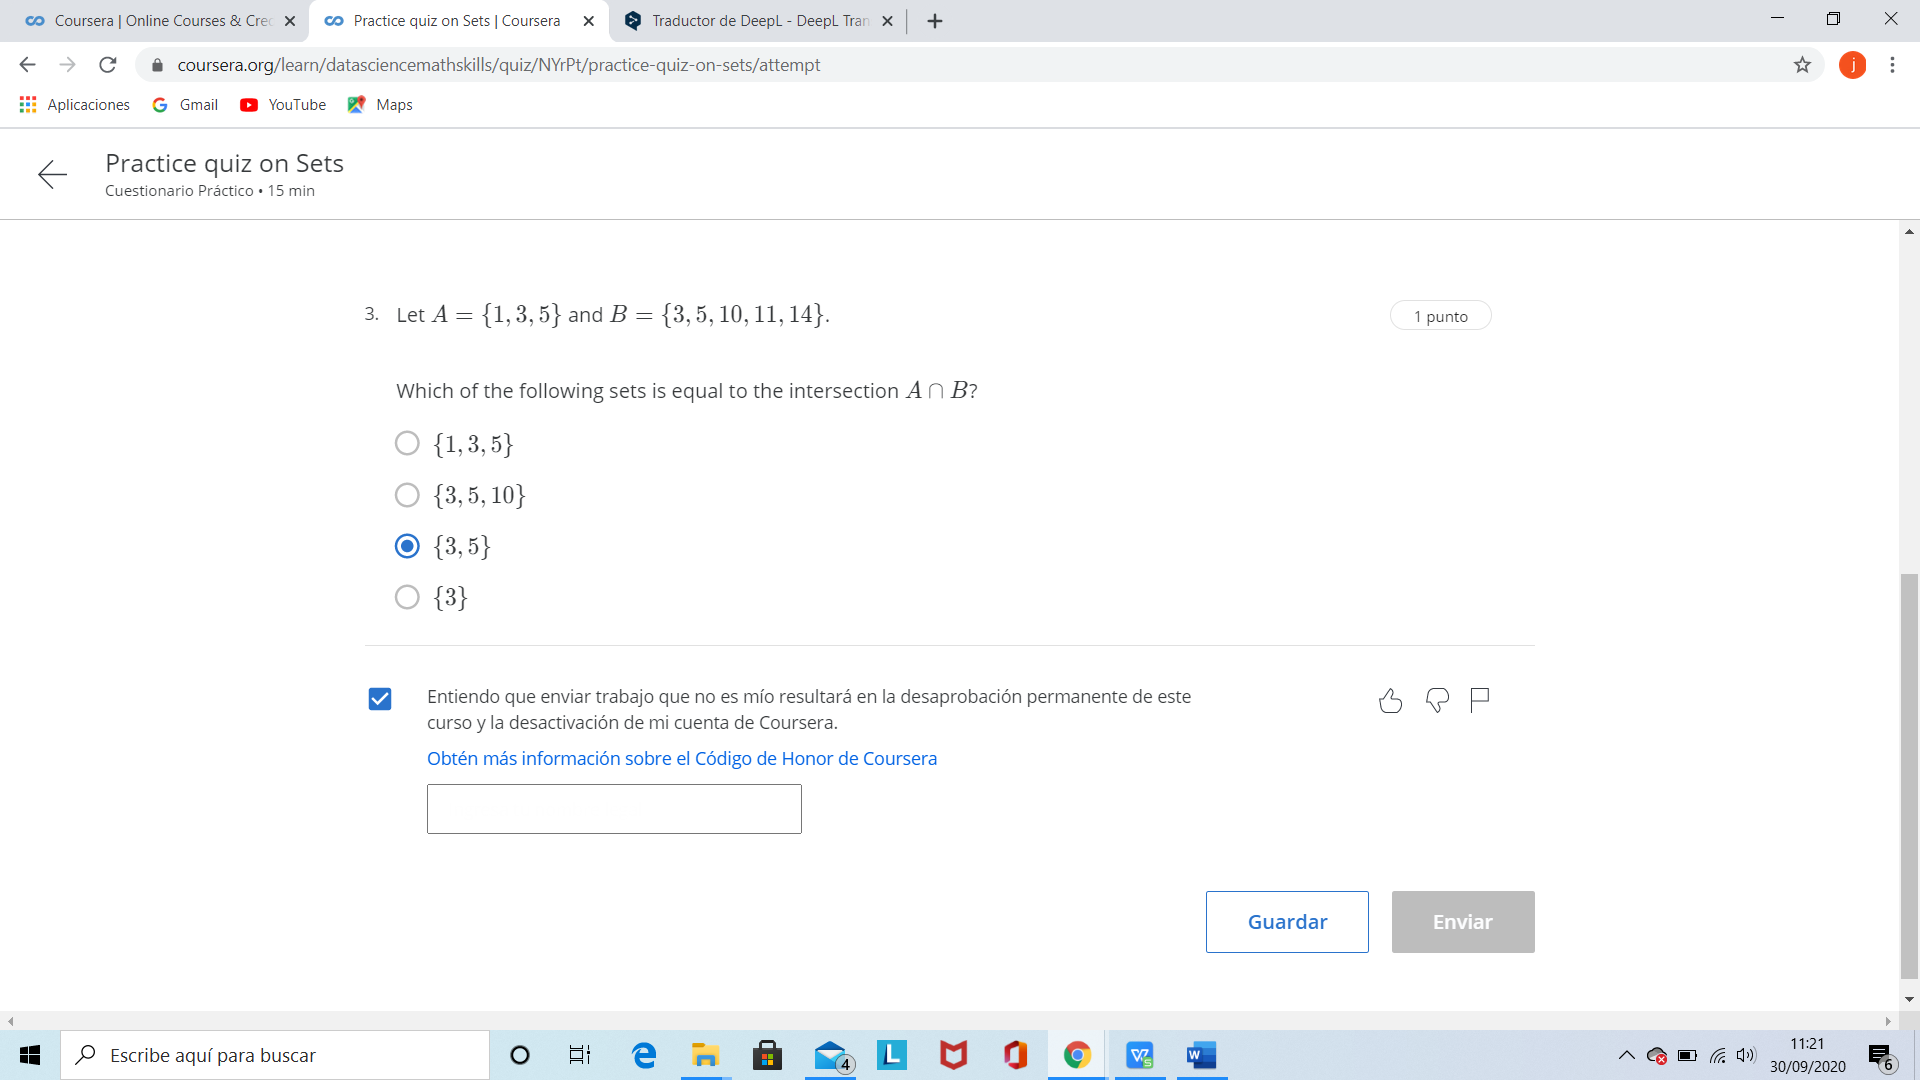 Coursera | Online Courses & Cre
Practice quiz on Sets | Coursera
Traductor de DeepL - DeepL Tran
coursera.org/learn/datasciencemathskills/quiz/NYrPt/practice-quiz-on-sets/attempt
j
Aplicaciones
Gmail
YouTube
Maps
Practice quiz on Sets
Cuestionario Práctico • 15 min
3. Let A = {1, 3, 5} and B = {3, 5, 10, 11, 14}.
1 punto
Which of the following sets is equal to the intersection A ∩ B?
{1, 3, 5}
{3, 5, 10}
{3, 5}
{3}
Entiendo que enviar trabajo que no es mío resultará en la desaprobación permanente de este
curso y la desactivación de mi cuenta de Coursera.
Obtén más información sobre el Código de Honor de Coursera
Guardar
Enviar
Escribe aquí para buscar
4
L
W
11:21
30/09/2020
6